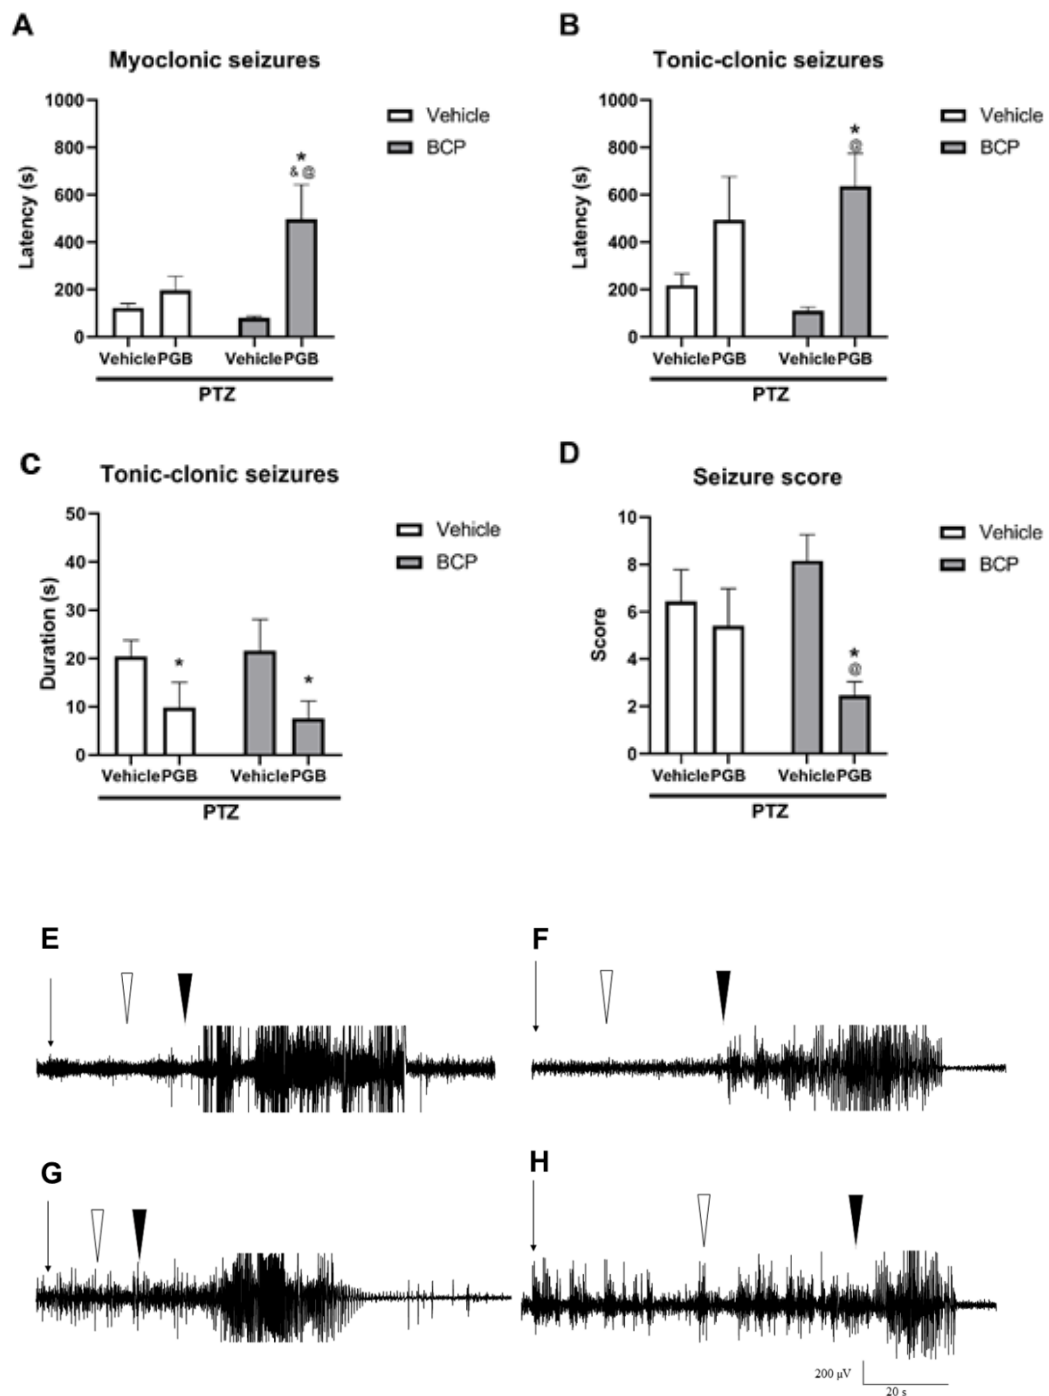 A
Myoclonic seizures
1000
800
600
400
200
0
Latency (s)
Vehicle
BCP
*
& @
Vehicle PGB Vehicle PGB
PTZ
B
Tonic-clonic seizures
1000
800
600
400
200
0
Latency (s)
Vehicle
BCP
*
@
Vehicle PGB Vehicle PGB
PTZ
C
Tonic-clonic seizures
50
40
30
20
10
0
Duration (s)
Vehicle
BCP
*
*
Vehicle PGB Vehicle PGB
PTZ
D
Seizure score
10
8
6
4
2
0
Score
Vehicle
BCP
*
@
Vehicle PGB Vehicle PGB
PTZ
E
F
G
H
200 µV
20 s